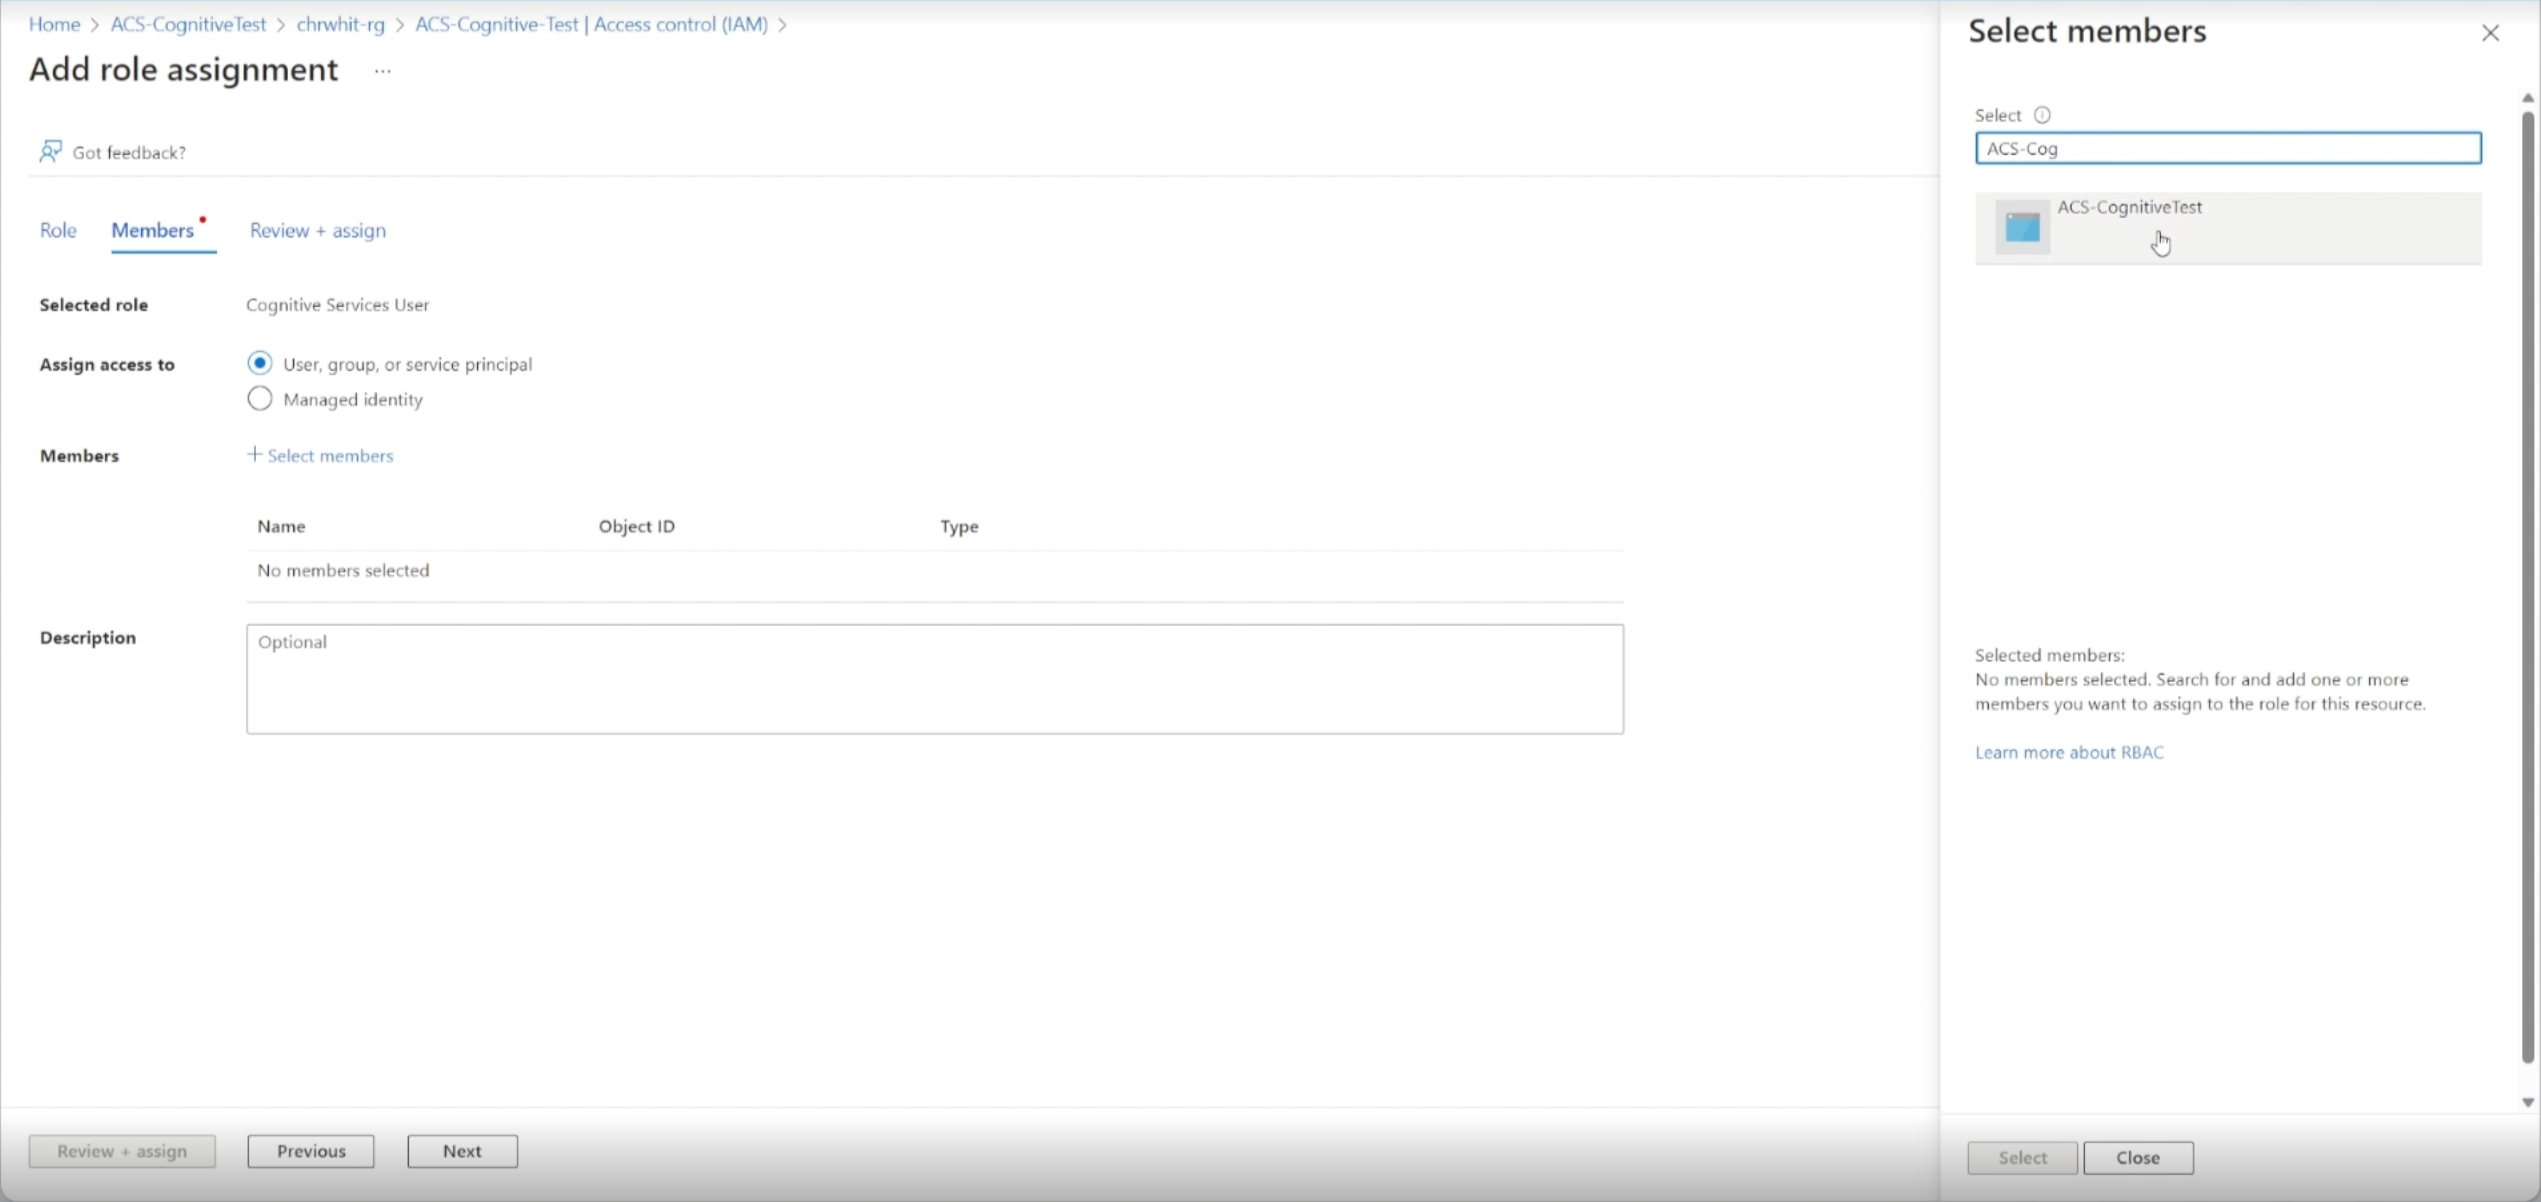 Home > ACS-CognitiveTest > chrwhit-rg > ACS-Cognitive-Test | Access control (IAM) >
Add role assignment ...
Got feedback?
Role Members Review + assign
Selected role Cognitive Services User
Assign access to User, group, or service principal
Managed identity
Members + Select members
Name Object ID Type
No members selected
Description Optional
Review + assign Previous Next
Select members
Select
ACS-Cog
ACS-CognitiveTest
Selected members:
No members selected. Search for and add one or more
members you want to assign to the role for this resource.
Learn more about RBAC
Select Close